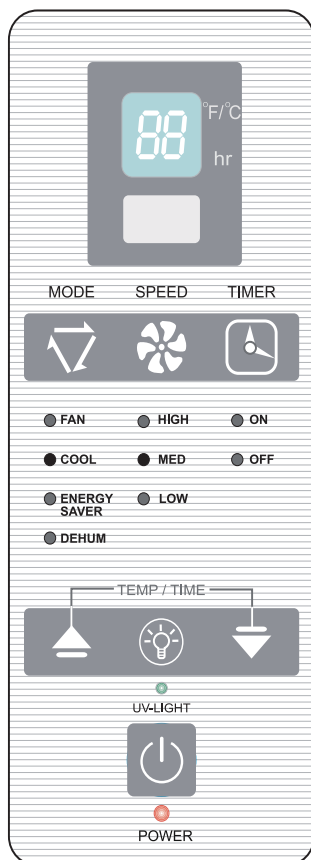 88
°F/°C
hr
MODE SPEED TIMER
FAN HIGH ON
COOL MED OFF
ENERGY SAVER LOW
DEHUM
TEMP / TIME
UV-LIGHT
POWER